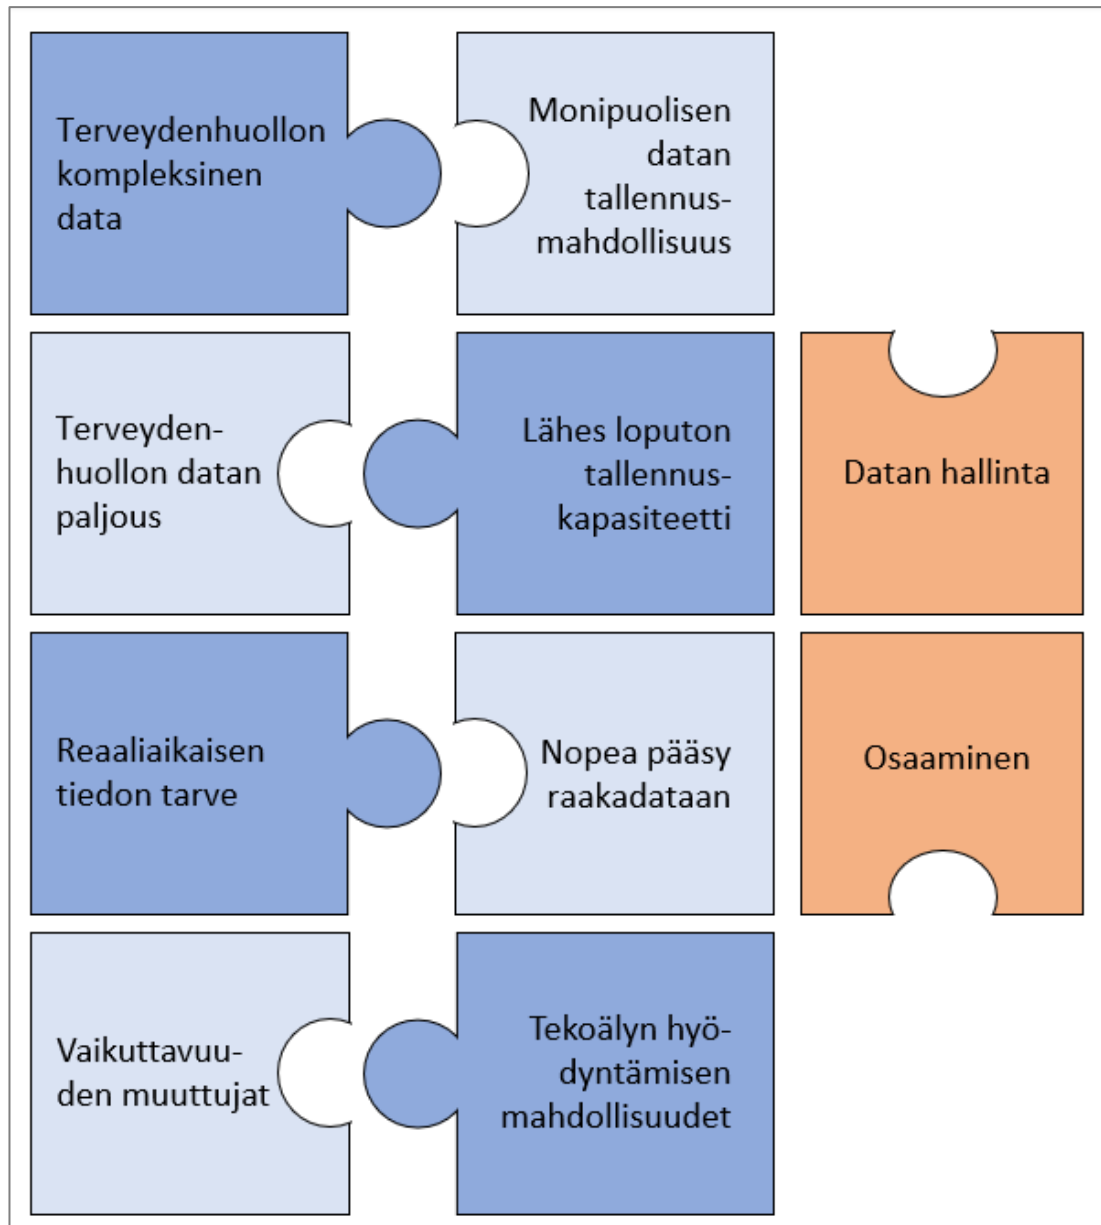 Terveydenhuollon
kompleksinen
data
Monipuolisen
datan
tallennus-
mahdollisuus
Terveyden-
huollon datan
paljous
Lähes loputon
tallennus-
kapasiteetti
Datan hallinta
Reaaliaikaisen
tiedon tarve
Nopea pääsy
raakadataan
Osaaminen
Vaikuttavuu-
den muuttujat
Tekoälyn hyö-
dyntämisen
mahdollisuudet